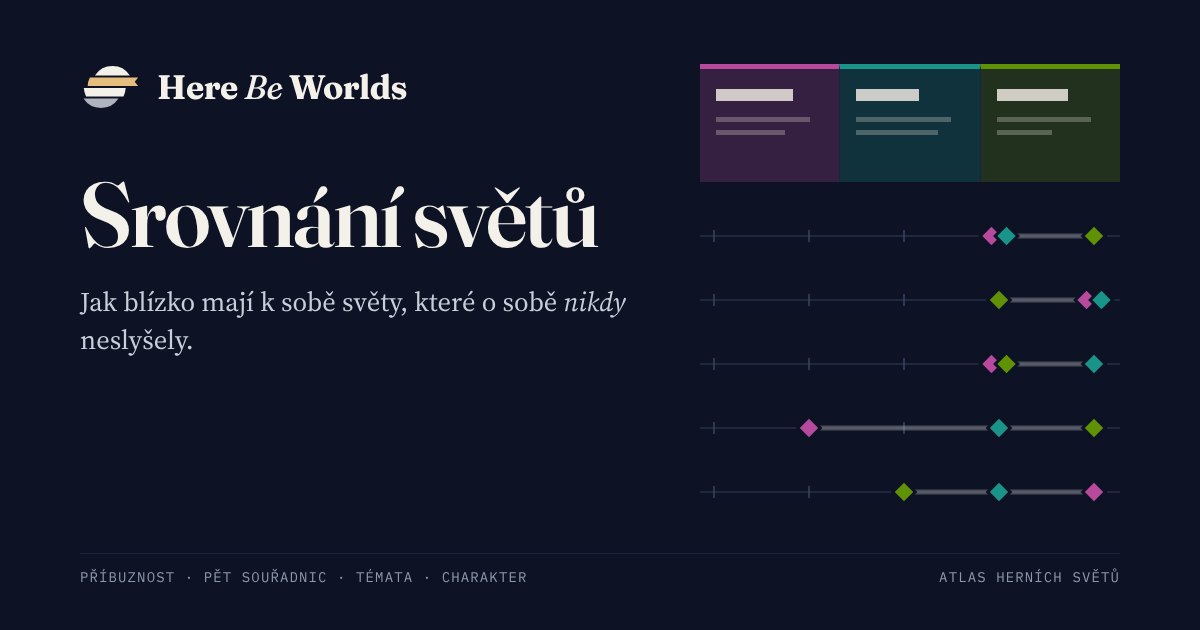 Here Be Worlds
Srovnání světů
Jak blízko mají k sobě světy, které o sobě nikdy
neslyšely.
PŘÍBUZNOST · PĚT SOUŘADNIC · TÉMATA · CHARAKTER
ATLAS HERNÍCH SVĚTŮ